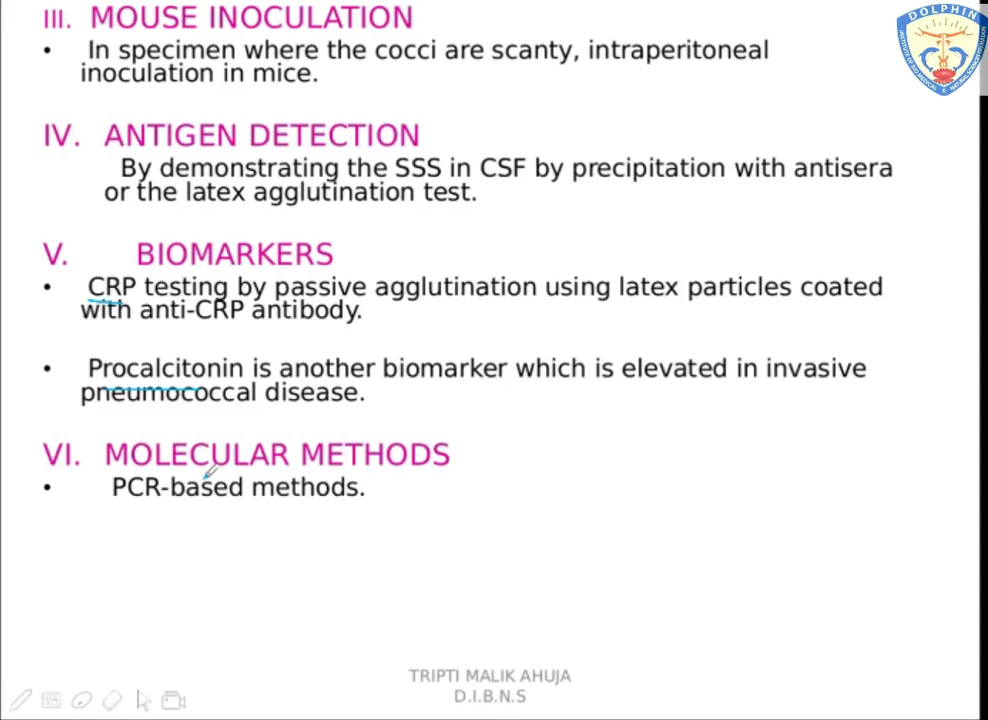 III. MOUSE INOCULATION
• In specimen where the cocci are scanty, intraperitoneal
inoculation in mice.
IV. ANTIGEN DETECTION
By demonstrating the SSS in CSF by precipitation with antisera
or the latex agglutination test.
V. BIOMARKERS
• CRP testing by passive agglutination using latex particles coated
with anti-CRP antibody.
• Procalcitonin is another biomarker which is elevated in invasive
pneumococcal disease.
VI. MOLECULAR METHODS
• PCR-based methods.
TRIPTI MALIK AHUJA
D.I.B.N.S
DOLPHIN